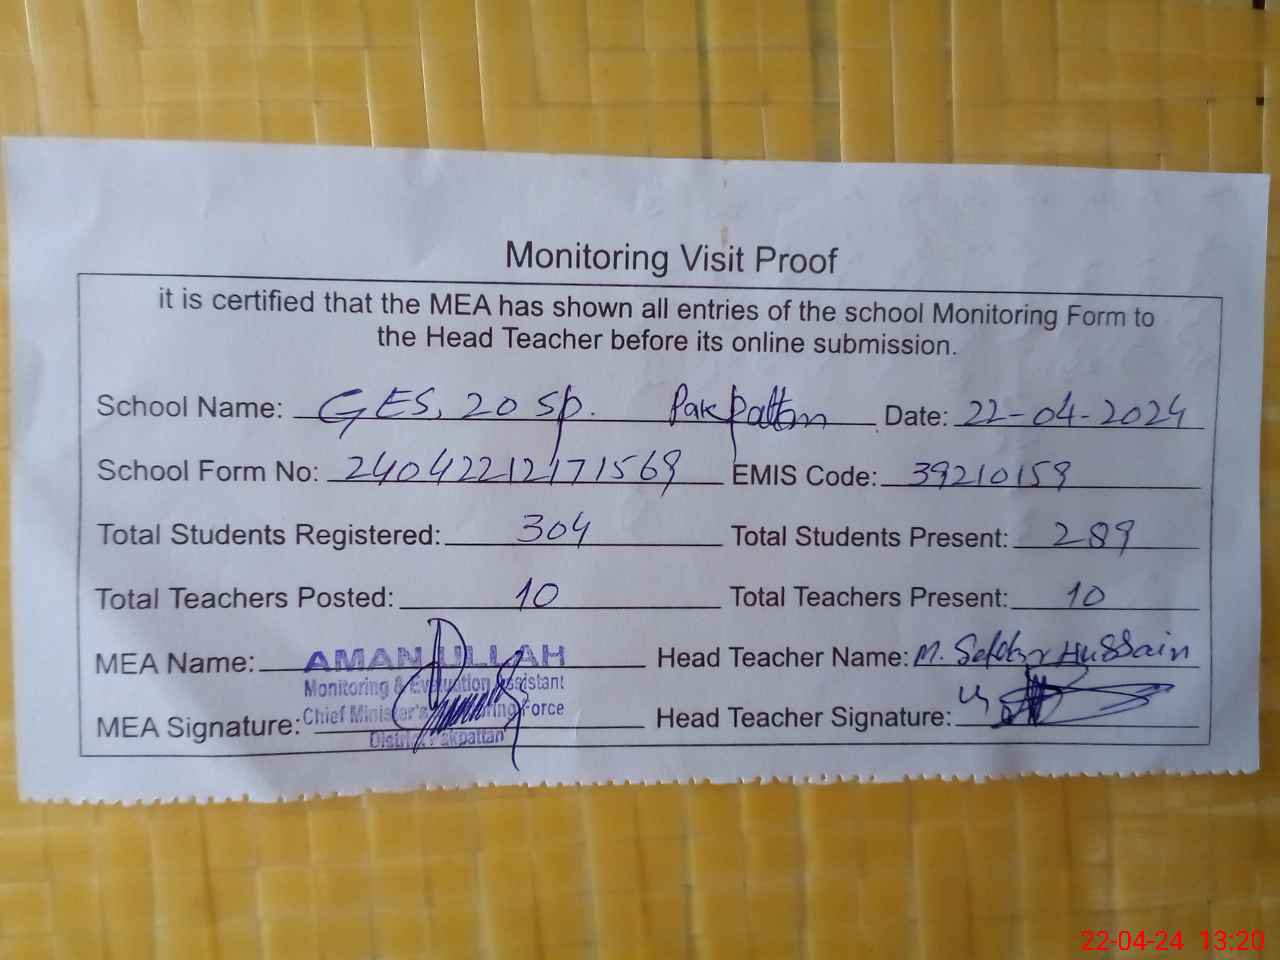 Monitoring Visit Proof
it is certified that the MEA has shown all entries of the school Monitoring Form to
the Head Teacher before its online submission.
School Name: GES, 20 SP. Pakpattan Date: 22-04-2024
School Form No: 24042212171569 EMIS Code: 39210159
Total Students Registered: 304 Total Students Present: 289
Total Teachers Posted: 10 Total Teachers Present: 10
MEA Name: AMAN ULLAH Head Teacher Name: M. Hussain
Monitoring & Evaluation Assistant
MEA Signature: Chief Minister's Monitoring Force Head Teacher Signature:
District Pakpattan
22-04-24 13:20